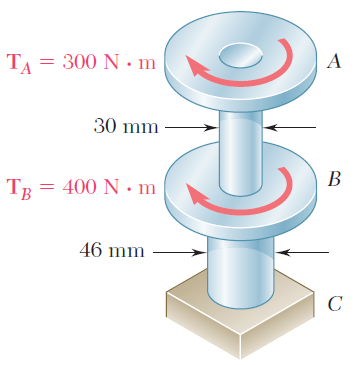 T_A = 300 N · m
A
30 mm
T_B = 400 N · m
B
46 mm
C